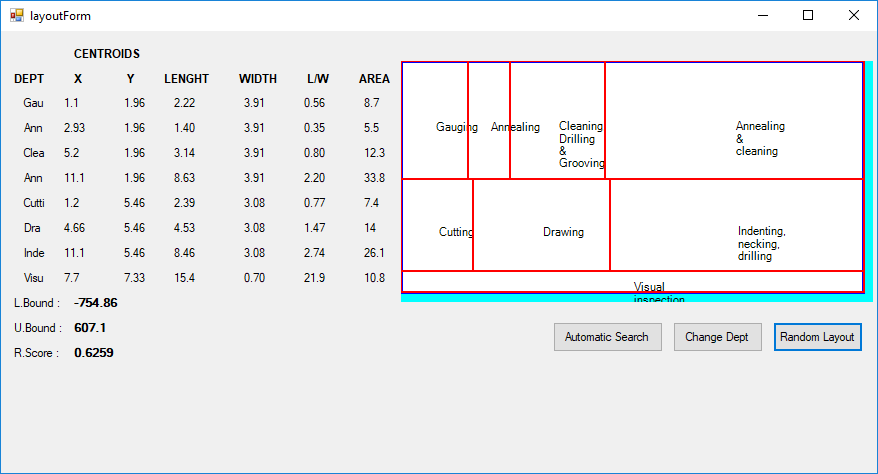 layoutForm
CENTROIDS
DEPT X Y LENGHT WIDTH L/W AREA
Gau 1.1 1.96 2.22 3.91 0.56 8.7
Ann 2.93 1.96 1.40 3.91 0.35 5.5
Clea 5.2 1.96 3.14 3.91 0.80 12.3
Ann 11.1 1.96 8.63 3.91 2.20 33.8
Cutti 1.2 5.46 2.39 3.08 0.77 7.4
Dra 4.66 5.46 4.53 3.08 1.47 14
Inde 11.1 5.46 8.46 3.08 2.74 26.1
Visu 7.7 7.33 15.4 0.70 21.9 10.8
L.Bound : -754.86
U.Bound : 607.1
R.Score : 0.6259
Gauging
Annealing
Cleaning
Drilling
&
Grooving
Annealing
&
cleaning
Cutting
Drawing
Indenting,
necking,
drilling
Visual
inspection
Automatic Search
Change Dept
Random Layout